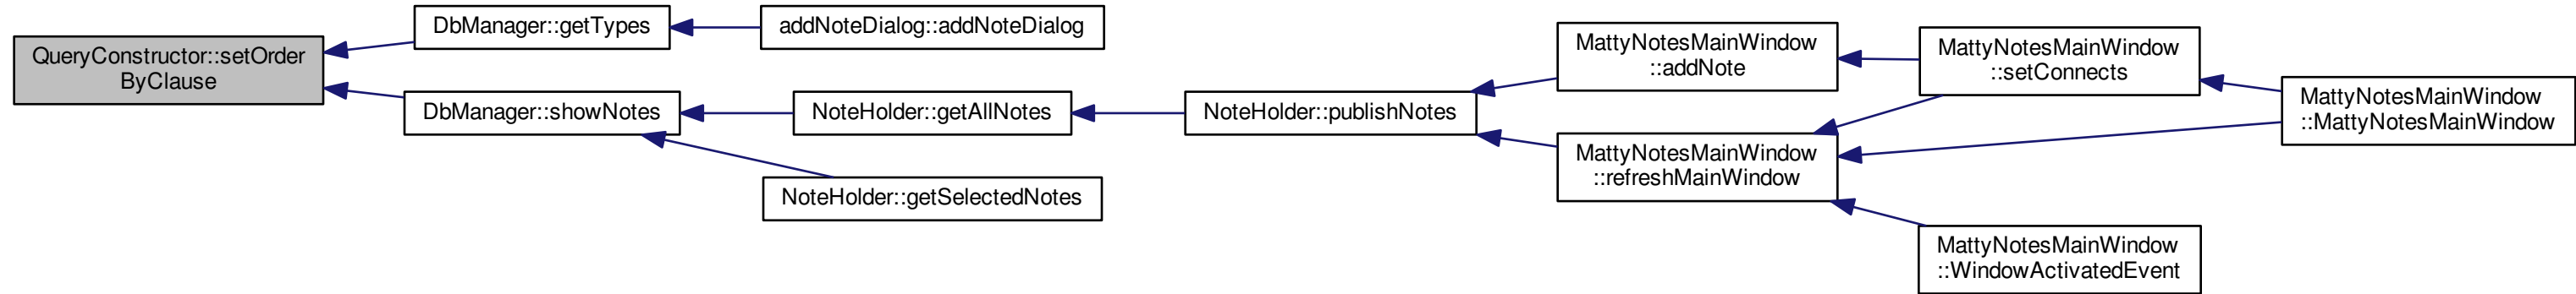 QueryConstructor::setOrder
ByClause
DbManager::getTypes
addNoteDialog::addNoteDialog
DbManager::showNotes
NoteHolder::getAllNotes
NoteHolder::getSelectedNotes
NoteHolder::publishNotes
MattyNotesMainWindow
::addNote
MattyNotesMainWindow
::refreshMainWindow
MattyNotesMainWindow
::setConnects
MattyNotesMainWindow
::WindowActivatedEvent
MattyNotesMainWindow
::MattyNotesMainWindow